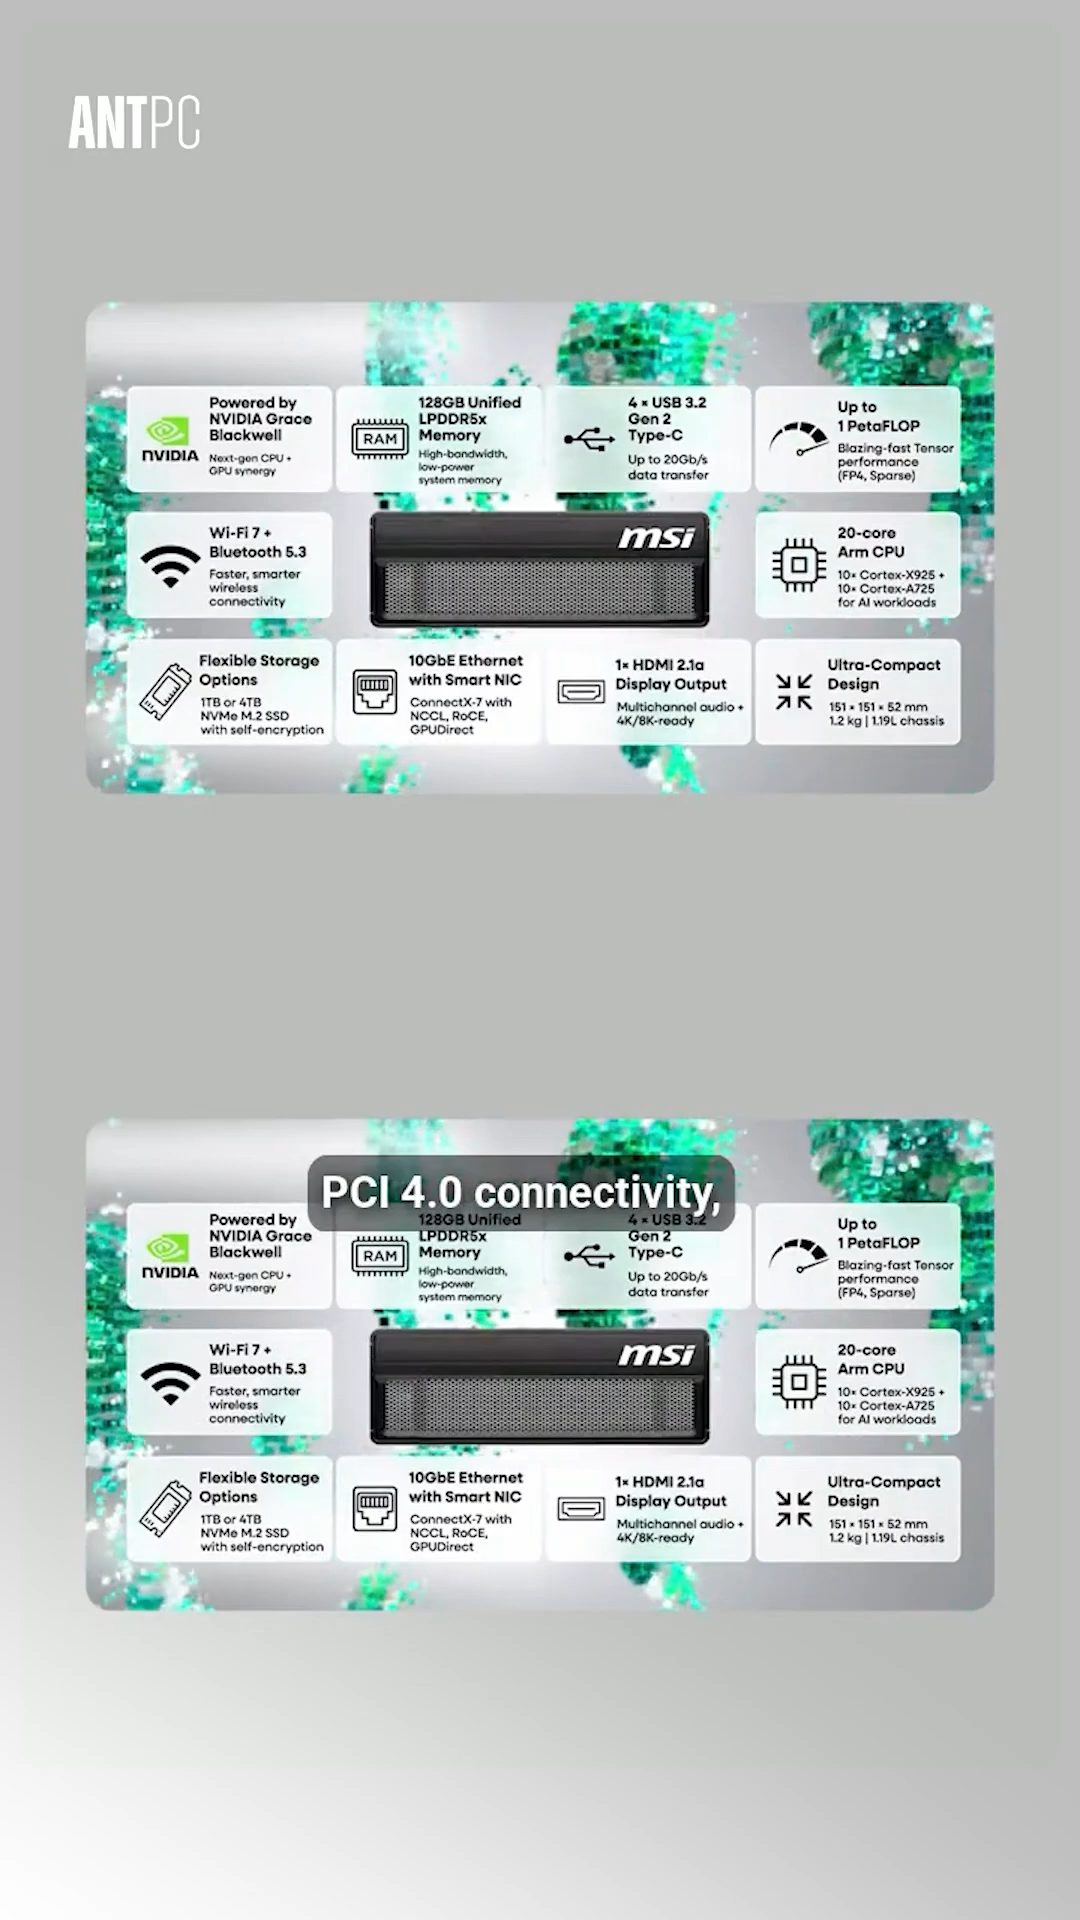 ANTPC
Powered by
NVIDIA Grace
Blackwell
Next-gen CPU +
GPU synergy
NVIDIA
RAM
128GB Unified
LPDDR5x
Memory
High-bandwidth,
low-power
system memory
4 × USB 3.2
Gen 2
Type-C
Up to 20Gb/s
data transfer
Up to
1 PetaFLOP
Blazing-fast Tensor
performance
(FP4, Sparse)
Wi-Fi 7 +
Bluetooth 5.3
Faster, smarter
wireless
connectivity
msi
20-core
Arm CPU
10× Cortex-X925 +
10× Cortex-A725
for AI workloads
Flexible Storage
Options
1TB or 4TB
NVMe M.2 SSD
with self-encryption
10GbE Ethernet
with Smart NIC
ConnectX-7 with
NCCL, RoCE,
GPUDirect
1× HDMI 2.1a
Display Output
Multichannel audio +
4K/8K-ready
Ultra-Compact
Design
151 × 151 × 52 mm
1.2 kg | 1.19L chassis
PCI 4.0 connectivity,
Powered by
NVIDIA Grace
Blackwell
Next-gen CPU +
GPU synergy
NVIDIA
RAM
128GB Unified
LPDDR5x
Memory
High-bandwidth,
low-power
system memory
4 × USB 3.2
Gen 2
Type-C
Up to 20Gb/s
data transfer
Up to
1 PetaFLOP
Blazing-fast Tensor
performance
(FP4, Sparse)
Wi-Fi 7 +
Bluetooth 5.3
Faster, smarter
wireless
connectivity
msi
20-core
Arm CPU
10× Cortex-X925 +
10× Cortex-A725
for AI workloads
Flexible Storage
Options
1TB or 4TB
NVMe M.2 SSD
with self-encryption
10GbE Ethernet
with Smart NIC
ConnectX-7 with
NCCL, RoCE,
GPUDirect
1× HDMI 2.1a
Display Output
Multichannel audio +
4K/8K-ready
Ultra-Compact
Design
151 × 151 × 52 mm
1.2 kg | 1.19L chassis